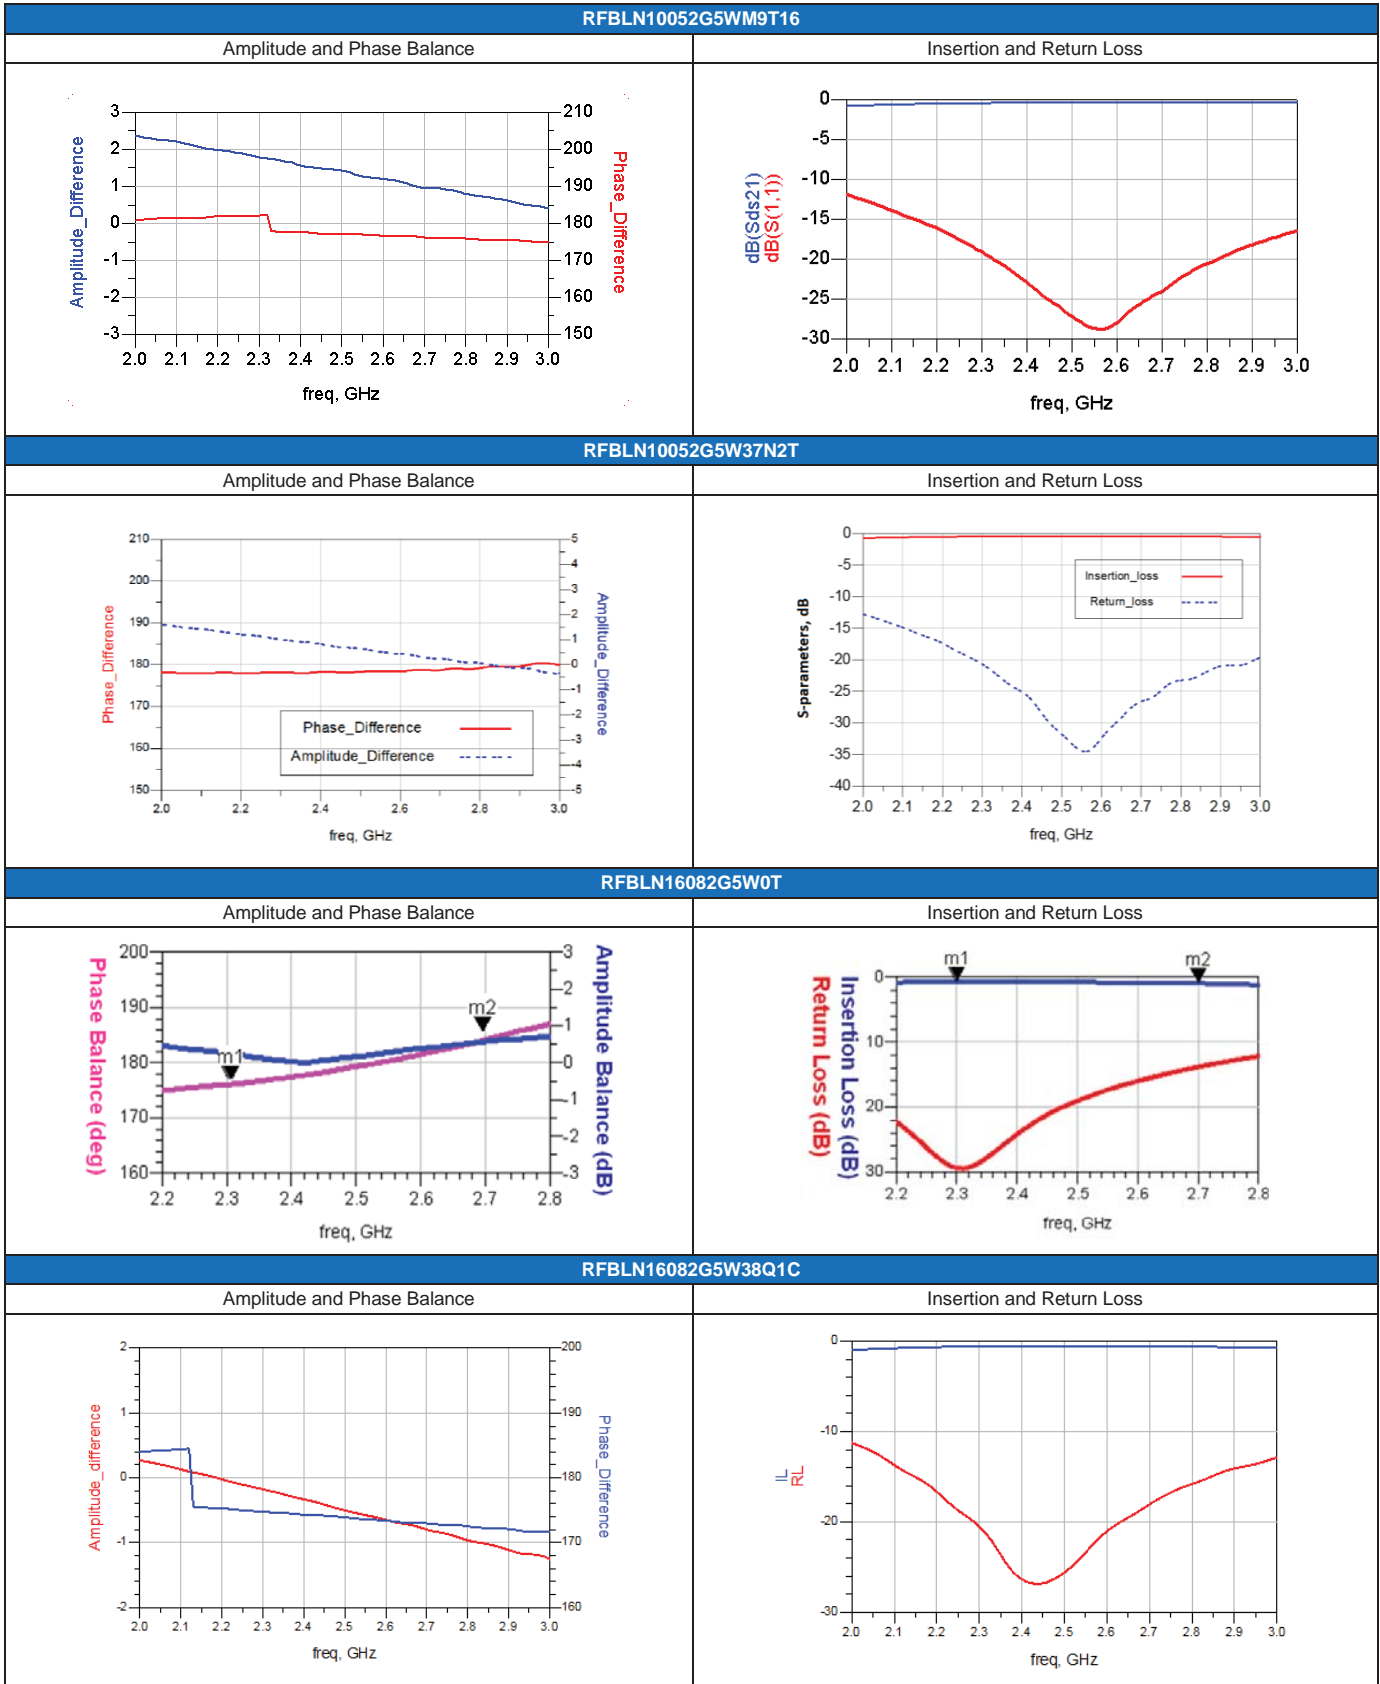 RFBLN10052G5WM9T16
Amplitude and Phase Balance
Insertion and Return Loss
Amplitude_Difference
3
2
1
0
-1
-2
-3
210
200
190
180
170
160
150
Phase_Difference
2.0 2.1 2.2 2.3 2.4 2.5 2.6 2.7 2.8 2.9 3.0
freq, GHz
dB(Sds21)
dB(S(1,1))
0
-5
-10
-15
-20
-25
-30
2.0 2.1 2.2 2.3 2.4 2.5 2.6 2.7 2.8 2.9 3.0
freq, GHz
RFBLN10052G5W37N2T
Amplitude and Phase Balance
Insertion and Return Loss
Phase_Difference
210
200
190
180
170
160
150
5
4
3
2
1
0
-1
-2
-3
-4
-5
Amplitude_Difference
Phase_Difference
Amplitude_Difference
2.0 2.2 2.4 2.6 2.8 3.0
freq, GHz
S-parameters, dB
0
-5
-10
-15
-20
-25
-30
-35
-40
Insertion_loss
Return_loss
2.0 2.1 2.2 2.3 2.4 2.5 2.6 2.7 2.8 2.9 3.0
freq, GHz
RFBLN16082G5W0T
Amplitude and Phase Balance
Insertion and Return Loss
Phase Balance (deg)
200
190
180
170
160
m1
m2
3
2
1
0
-1
-2
-3
Amplitude Balance (dB)
2.2 2.3 2.4 2.5 2.6 2.7 2.8
freq, GHz
Return Loss (dB)
Insertion Loss (dB)
m1
m2
0
10
20
30
2.2 2.3 2.4 2.5 2.6 2.7 2.8
freq, GHz
RFBLN16082G5W38Q1C
Amplitude and Phase Balance
Insertion and Return Loss
Amplitude_difference
2
1
0
-1
-2
200
190
180
170
160
Phase_Difference
2.0 2.1 2.2 2.3 2.4 2.5 2.6 2.7 2.8 2.9 3.0
freq, GHz
IL
RL
0
-10
-20
-30
2.0 2.1 2.2 2.3 2.4 2.5 2.6 2.7 2.8 2.9 3.0
freq, GHz